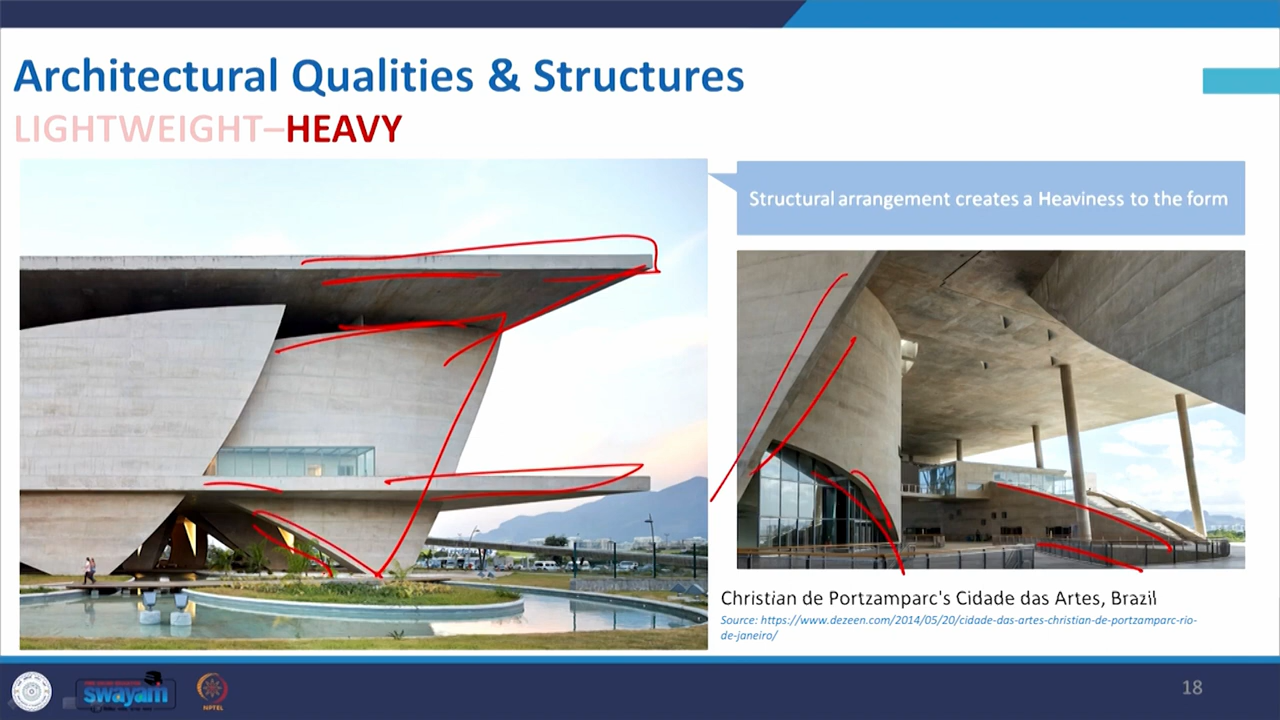 Architectural Qualities & Structures
LIGHTWEIGHT–HEAVY
Structural arrangement creates a Heaviness to the form
Christian de Portzamparc's Cidade das Artes, Brazil
Source: https://www.dezeen.com/2014/05/20/cidade-das-artes-christian-de-portzamparc-rio-
de-janeiro/
swayam
NPTEL
18